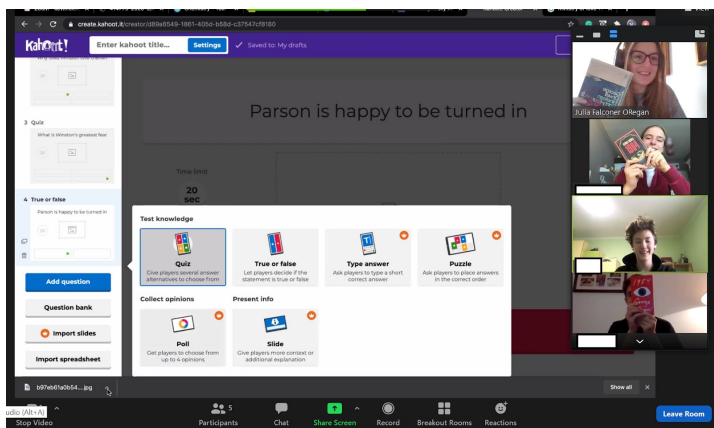 create.kahoot.it/creator/d89a6549-1861-405d-b58d-c37547cf8180
Kahoot!
Enter kahoot title...
Settings
Saved to: My drafts
3 Quiz
What is Winston's greatest fear
4 True or false
Parson is happy to be turned in
Add question
Question bank
Import slides
Import spreadsheet
Parson is happy to be turned in
Time limit
20
sec
Test knowledge
Quiz
Give players several answer
alternatives to choose from
True or false
Let players decide if the
statement is true or false
Type answer
Ask players to type a short
correct answer
Puzzle
Ask players to place answers
in the correct order
Collect opinions
Present info
Poll
Get players to choose from
up to 4 opinions
Slide
Give players more context or
additional explanation
Julia Falconer ORegan
b97eb61a0b54....jpg
Show all
udio (Alt+A)
Stop Video
5
Participants
Chat
Share Screen
Record
Breakout Rooms
Reactions
Leave Room